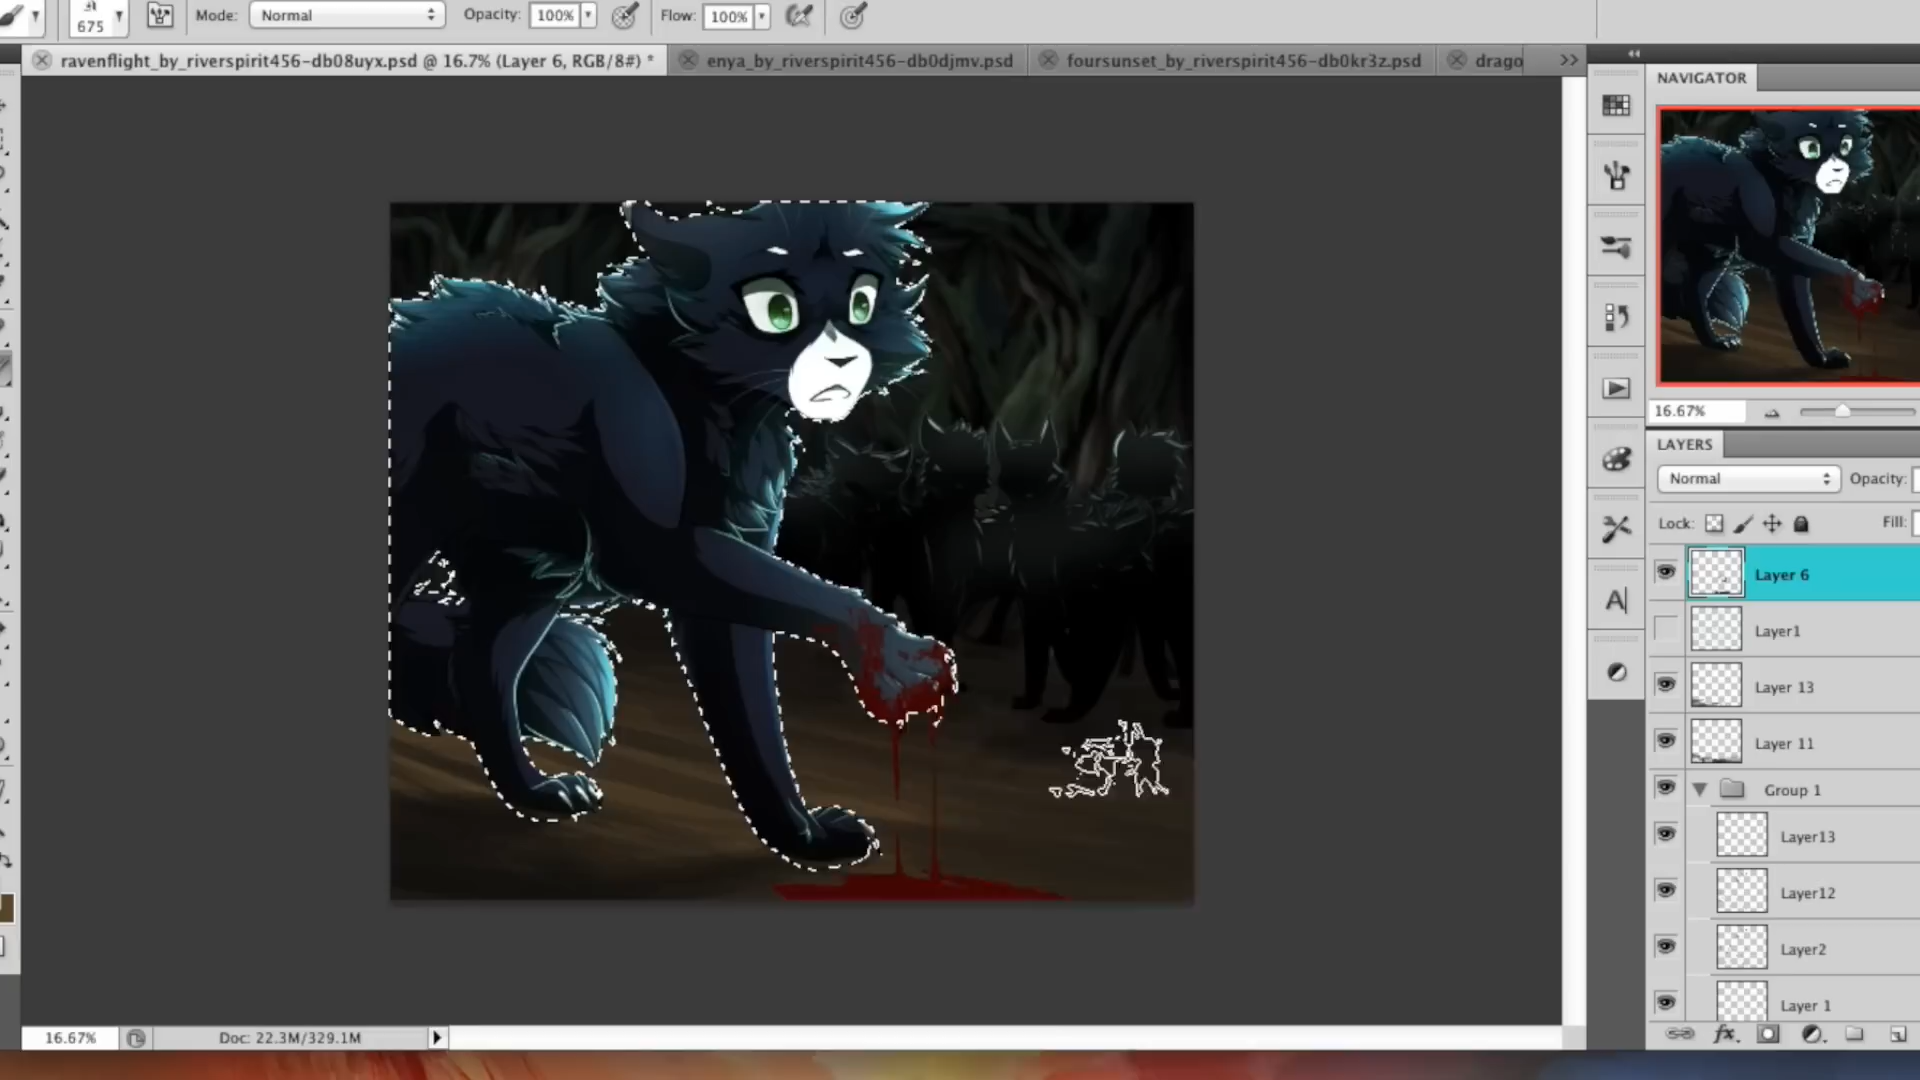 675
Mode: Normal
Opacity: 100%
Flow: 100%
ravenflight_by_riverspirit456-db08uyx.psd @ 16.7% (Layer 6, RGB/8#) *
enya_by_riverspirit456-db0djmv.psd
foursunset_by_riverspirit456-db0kr3z.psd
drago
NAVIGATOR
16.67%
LAYERS
Normal
Opacity:
Lock:
Fill:
Layer 6
Layer1
Layer 13
Layer 11
Group 1
Layer13
Layer12
Layer2
Layer 1
16.67%
Doc: 22.3M/329.1M